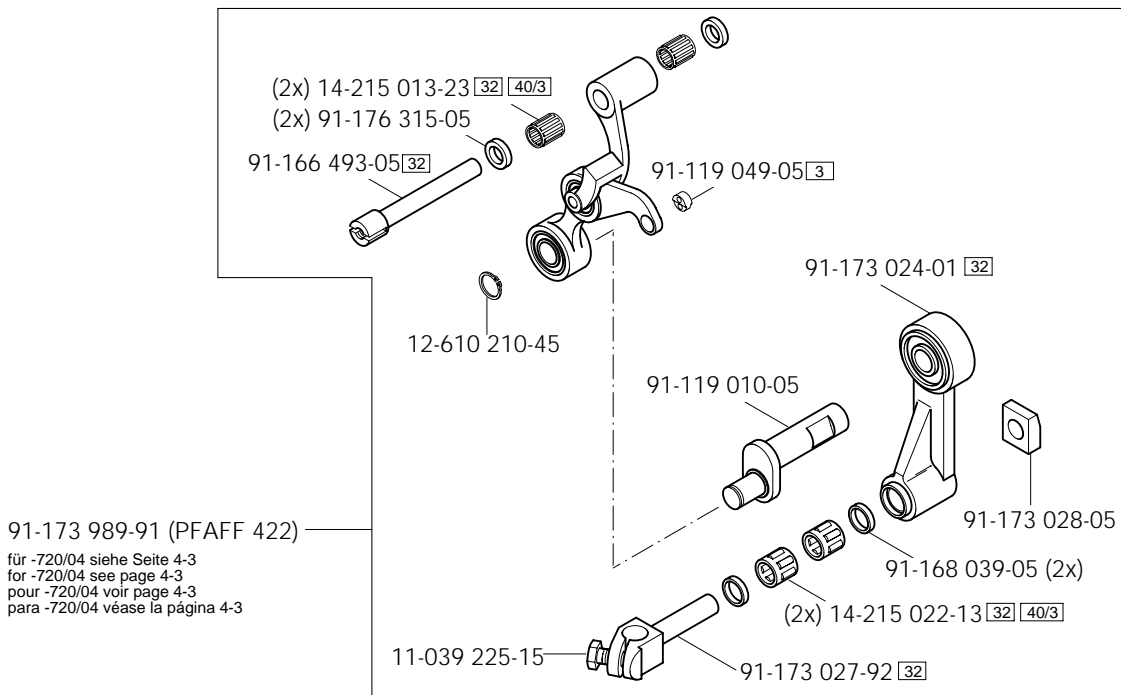 (2x) 14-215 013-23 32 40/3
(2x) 91-176 315-05
91-166 493-05 32
91-119 049-05 3
91-173 024-01 32
12-610 210-45
91-119 010-05
91-173 989-91 (PFAFF 422)
für -720/04 siehe Seite 4-3
for -720/04 see page 4-3
pour -720/04 voir page 4-3
para -720/04 véase la página 4-3
91-173 028-05
91-168 039-05 (2x)
(2x) 14-215 022-13 32 40/3
11-039 225-15
91-173 027-92 32